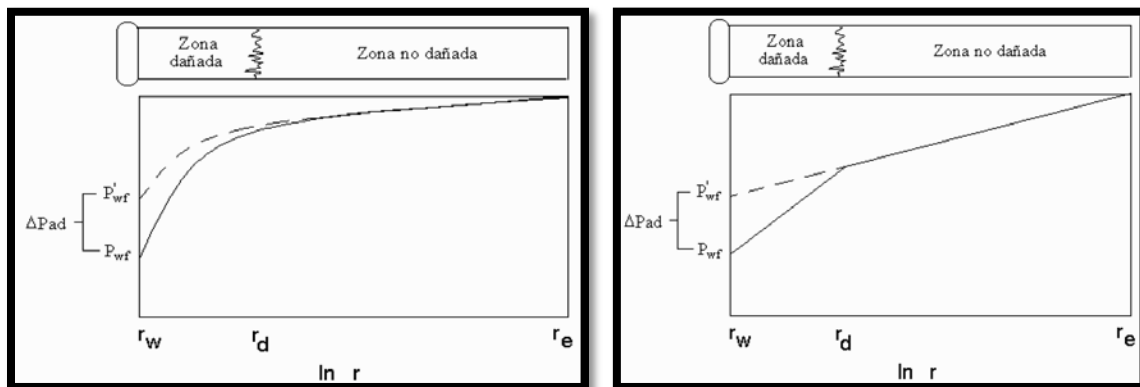 Zona
dañada
Zona no dañada
P'wf
ΔPad
Pwf
rw
rd
re
ln r
Zona
dañada
Zona no dañada
P'wf
ΔPad
Pwf
rw
rd
re
ln r